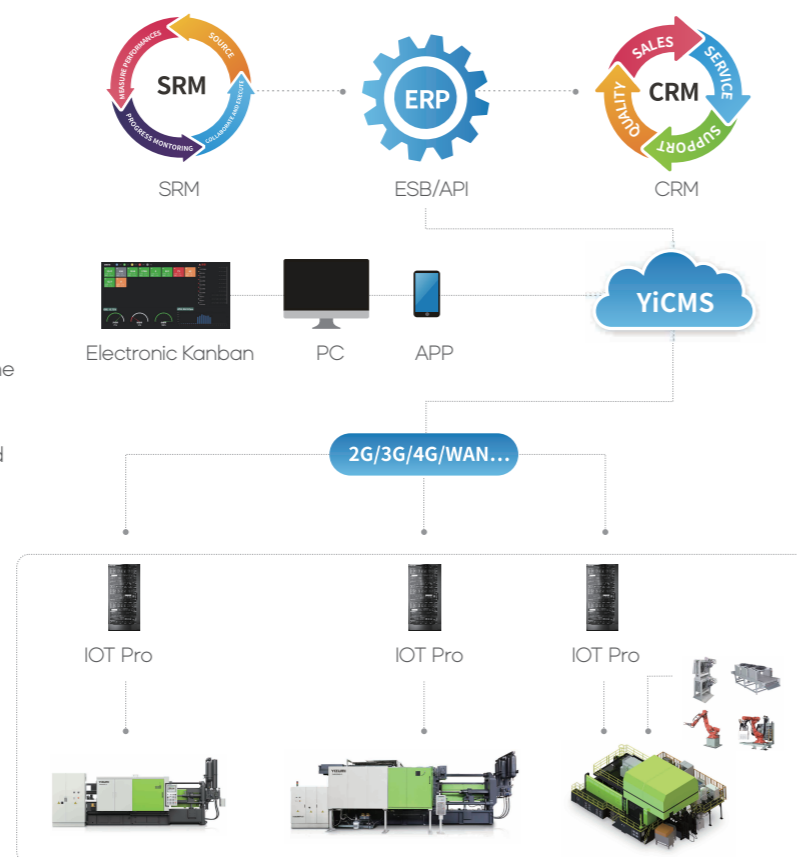 MEASURE PERFORMANCES
SOURCE
SRM
PROGRESS MONTORING
COLLABORATE AND EXECUTE
ERP
SALES
SERVICE
CRM
QUALITY
SUPPORT
SRM
ESB/API
CRM
YiCMS
Electronic Kanban
PC
APP
2G/3G/4G/WAN...
IOT Pro
IOT Pro
IOT Pro